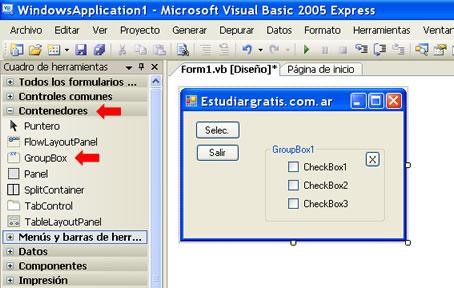 WindowsApplication1 - Microsoft Visual Basic 2005 Express
Archivo Editar Ver Proyecto Generar Depurar Datos Formato Herramientas
Cuadro de herramientas
Todos los formularios ...
Controles comunes
Contenedores
Puntero
FlowLayoutPanel
GroupBox
Panel
SplitContainer
TabControl
TableLayoutPanel
Menús y barras de herr...
Datos
Componentes
Impresión
Form1.vb [Diseño]* Página de inicio
Estudiargratis.com.ar
Selec.
Salir
GroupBox1
X
CheckBox1
CheckBox2
CheckBox3